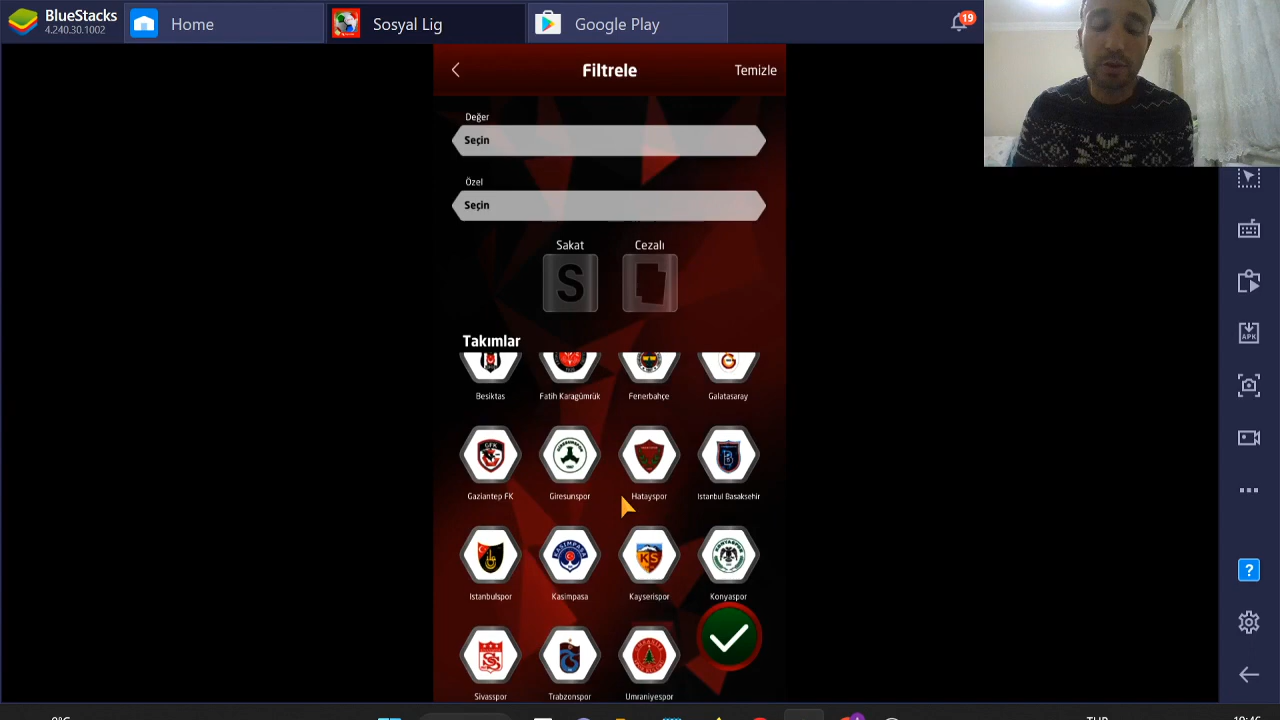 BlueStacks
4.240.30.1002
Home
Sosyal Lig
Google Play
19
Filtrele
Temizle
Değer
Seçin
Özel
Seçin
Sakat
Cezalı
S
Takımlar
Besiktas
Fatih Karagümrük
Fenerbahçe
Galatasaray
Gaziantep FK
Giresunspor
Hatayspor
Istanbul Basaksehir
Istanbulspor
Kasimpasa
Kayserispor
Konyaspor
Sivasspor
Trabzonspor
Umraniyespor
APK
?